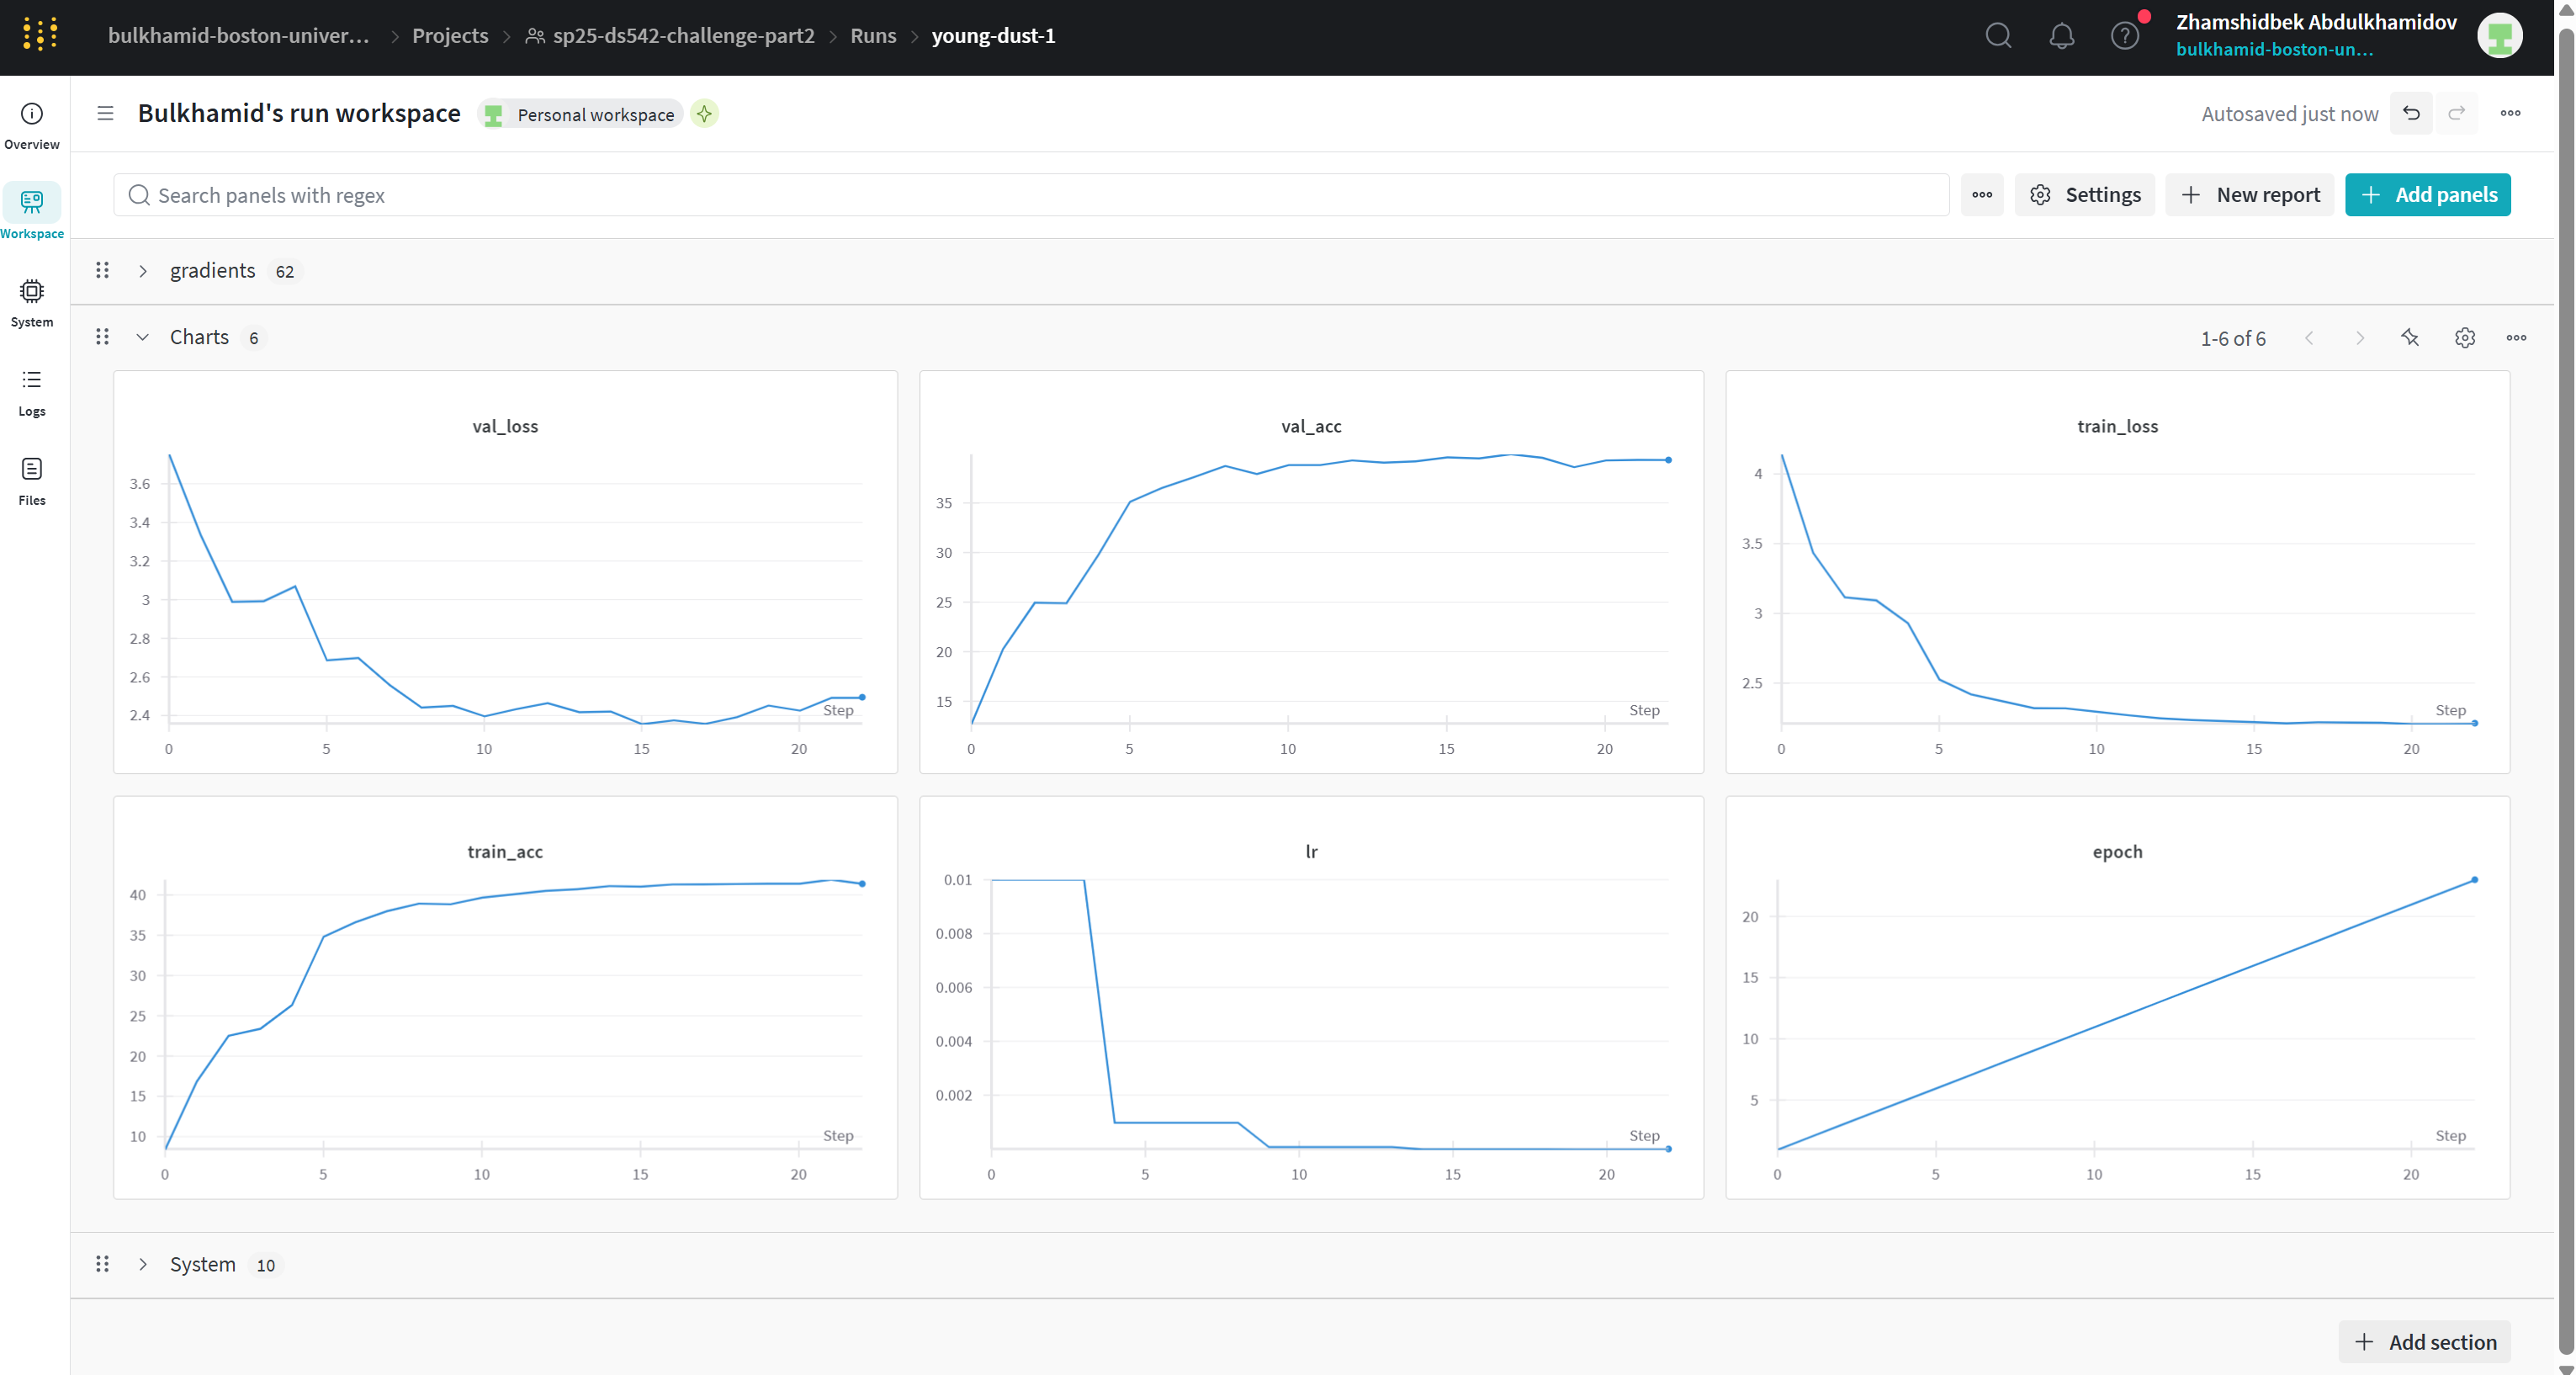 bulkhamid-boston-univer... > Projects > sp25-ds542-challenge-part2 > Runs > young-dust-1
Zhamshidbek Abdulkhamidov
bulkhamid-boston-un...
Overview
Workspace
System
Logs
Files
Bulkhamid's run workspace
Personal workspace
Autosaved just now
Search panels with regex
Settings
New report
Add panels
gradients 62
Charts 6
1-6 of 6
val_loss
3.6
3.4
3.2
3
2.8
2.6
2.4
Step
0 5 10 15 20
val_acc
35
30
25
20
15
Step
0 5 10 15 20
train_loss
4
3.5
3
2.5
Step
0 5 10 15 20
train_acc
40
35
30
25
20
15
10
Step
0 5 10 15 20
lr
0.01
0.008
0.006
0.004
0.002
Step
0 5 10 15 20
epoch
20
15
10
5
Step
0 5 10 15 20
System 10
Add section